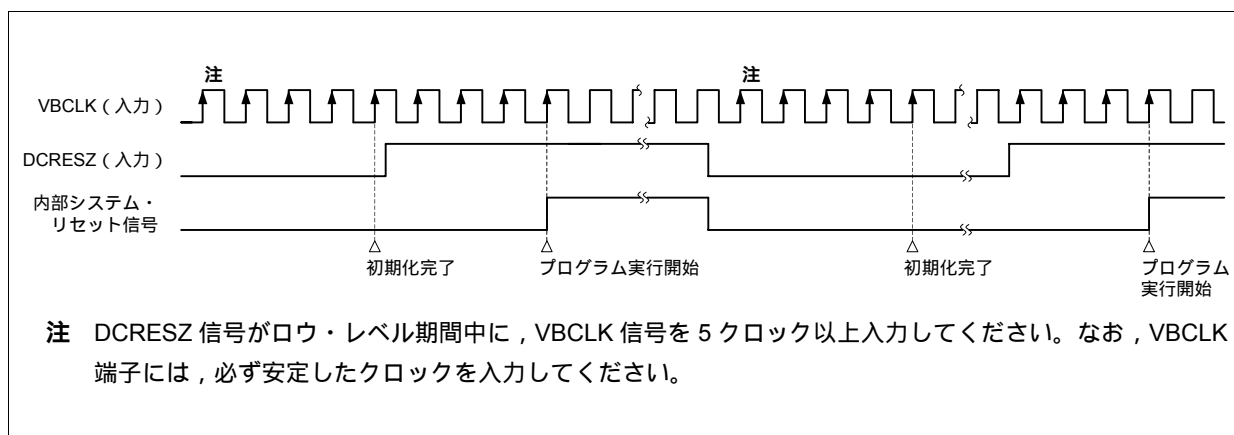 注 注
VBCLK（入力）
DCRESZ（入力）
内部システム・
リセット信号
初期化完了 プログラム実行開始 初期化完了 プログラム
実行開始
注 DCRESZ 信号がロウ・レベル期間中に，VBCLK 信号を 5 クロック以上入力してください。なお，VBCLK
端子には，必ず安定したクロックを入力してください。